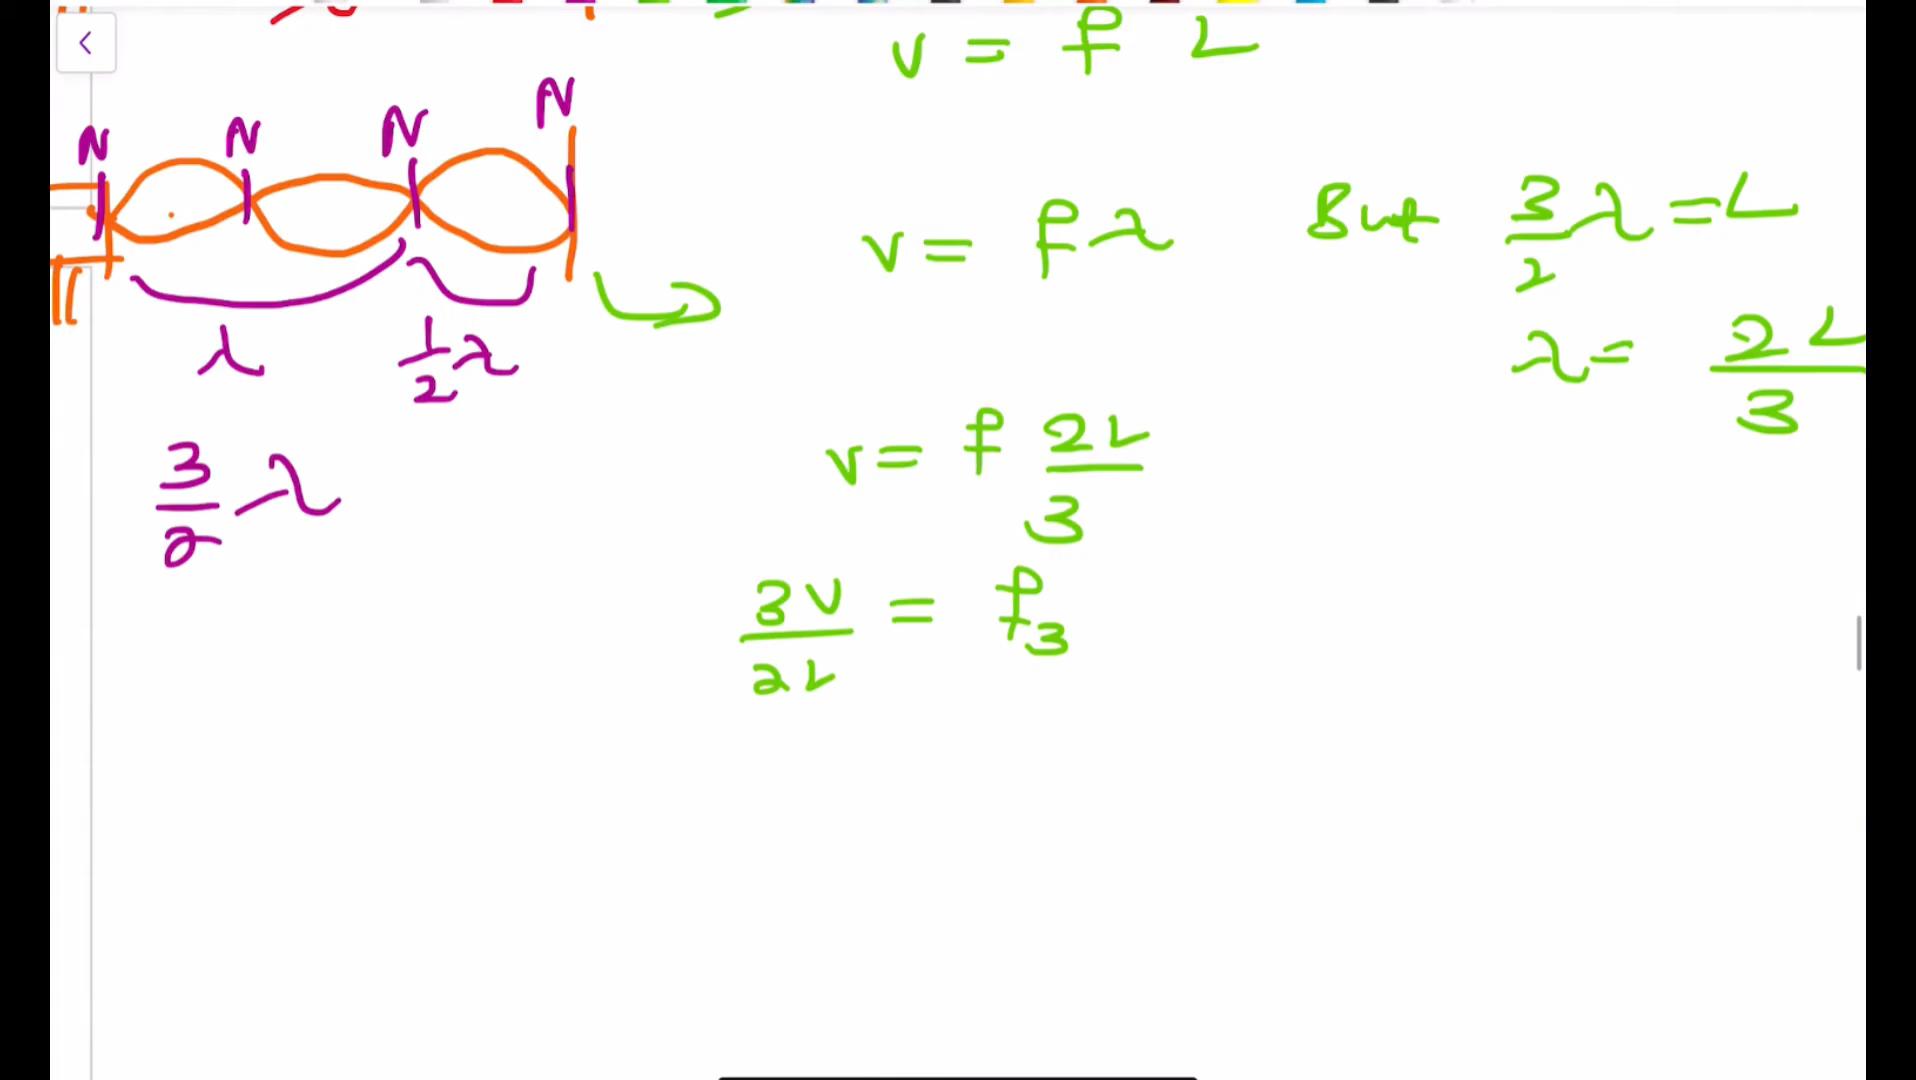 v = f L
N N N N
v = fλ But 3/2 λ = L
λ 1/2 λ
λ = 2L/3
3/2 λ
v = f 2L/3
3v/2L = f₃